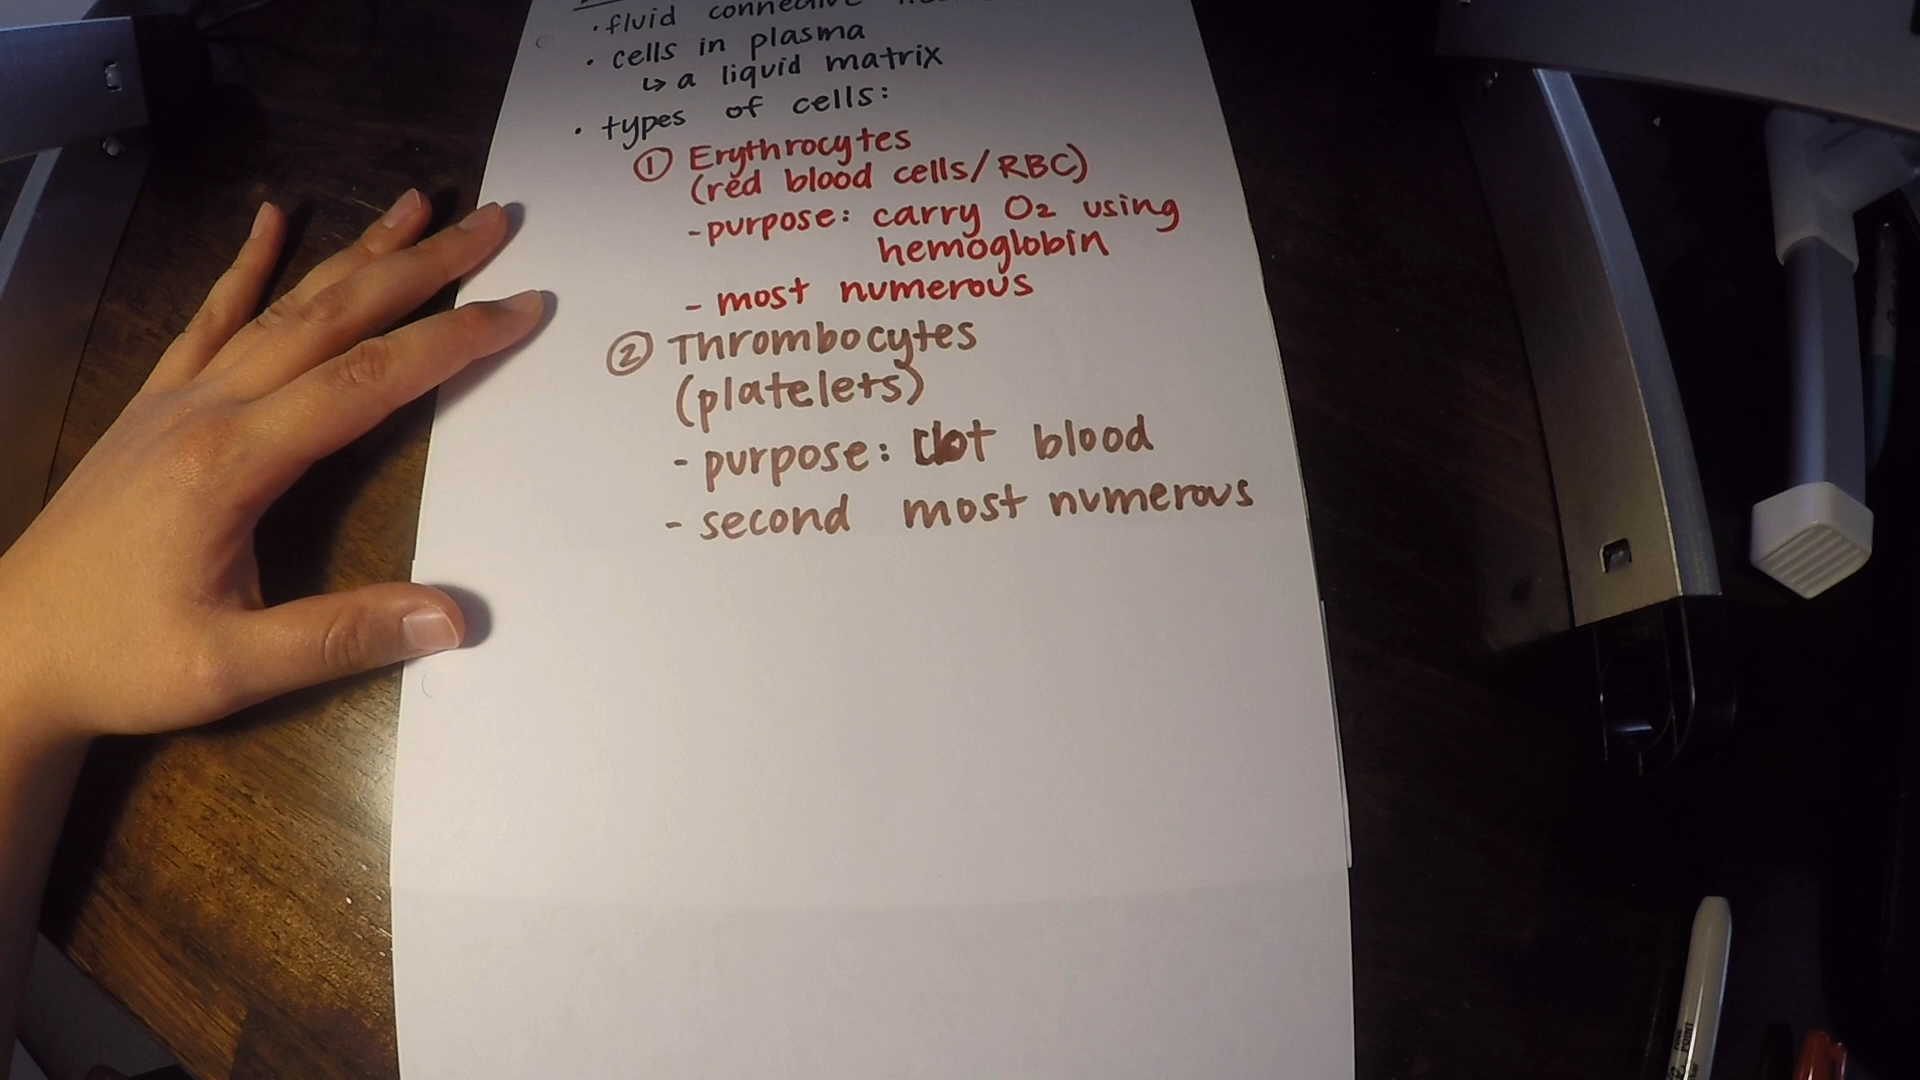 · fluid connective
· cells in plasma
↳ a liquid matrix
· types of cells:
① Erythrocytes
(red blood cells/RBC)
- purpose: carry O2 using
hemoglobin
- most numerous
② Thrombocytes
(platelets)
- purpose: clot blood
- second most numerous